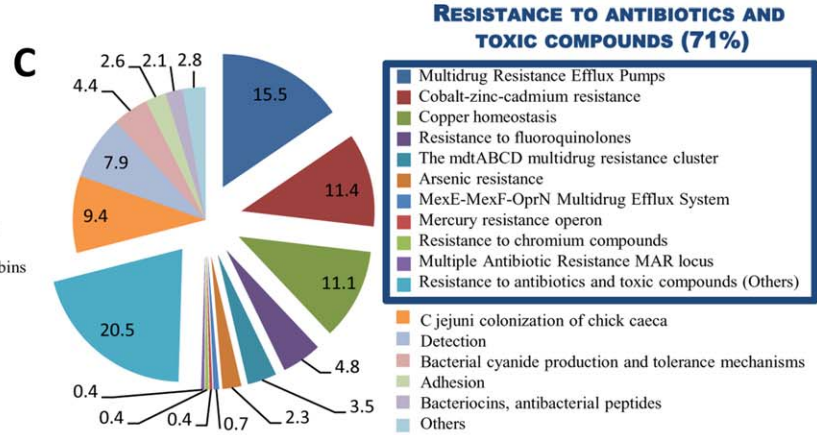 RESISTANCE TO ANTIBIOTICS AND
TOXIC COMPOUNDS (71%)
C
2.6
2.1
2.8
4.4
15.5
7.9
11.4
9.4
11.1
20.5
4.8
0.4
3.5
0.4
0.4
0.7
2.3
bins
Multidrug Resistance Efflux Pumps
Cobalt-zinc-cadmium resistance
Copper homeostasis
Resistance to fluoroquinolones
The mdtABCD multidrug resistance cluster
Arsenic resistance
MexE-MexF-OprN Multidrug Efflux System
Mercury resistance operon
Resistance to chromium compounds
Multiple Antibiotic Resistance MAR locus
Resistance to antibiotics and toxic compounds (Others)
C jejuni colonization of chick caeca
Detection
Bacterial cyanide production and tolerance mechanisms
Adhesion
Bacteriocins, antibacterial peptides
Others